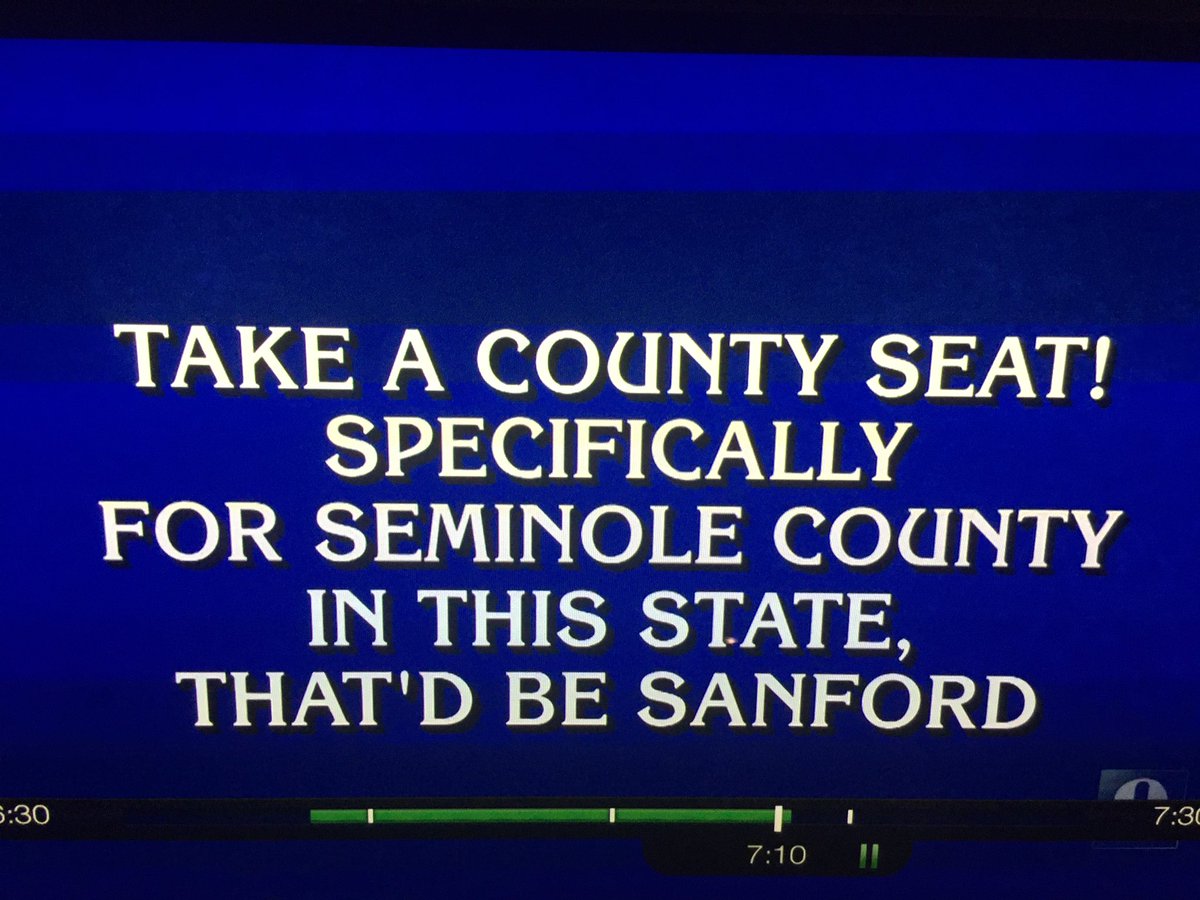 TAKE A COUNTY SEAT!
SPECIFICALLY
FOR SEMINOLE COUNTY
IN THIS STATE,
THAT'D BE SANFORD
7:10